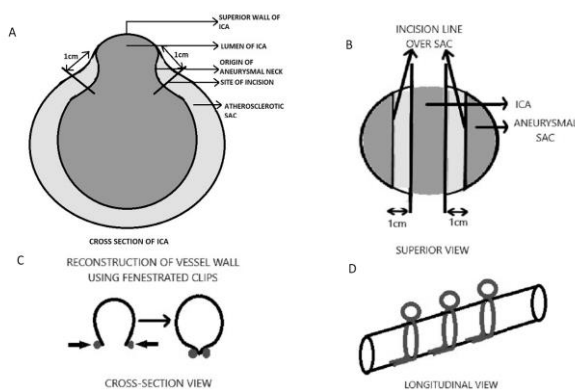 A
SUPERIOR WALL OF
ICA
LUMEN OF ICA
ORIGIN OF
ANEURYSMAL NECK
SITE OF INCISION
ATHEROSCLEROTIC
SAC
1cm
1cm
CROSS SECTION OF ICA
B
INCISION LINE
OVER SAC
ICA
ANEURYSMAL
SAC
1cm
1cm
SUPERIOR VIEW
C
RECONSTRUCTION OF VESSEL WALL
USING FENESTRATED CLIPS
CROSS-SECTION VIEW
D
LONGITUDINAL VIEW